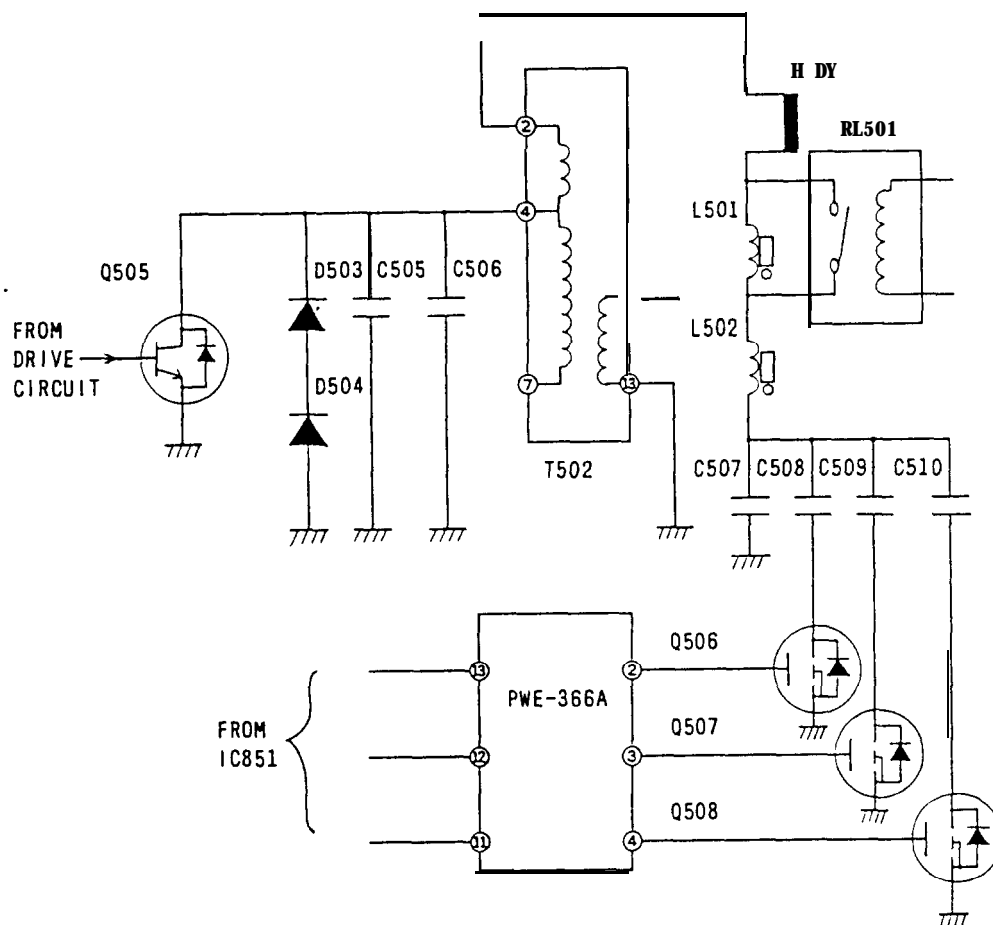 H DY
RL501
2
L501
4
Q505
D503 C505 C506
L502
FROM
DRIVE
CIRCUIT
D504
7
13
T502
C507 C508 C509 C510
Q506
13
2
PWE-366A
FROM
IC851
Q507
12
3
Q508
11
4